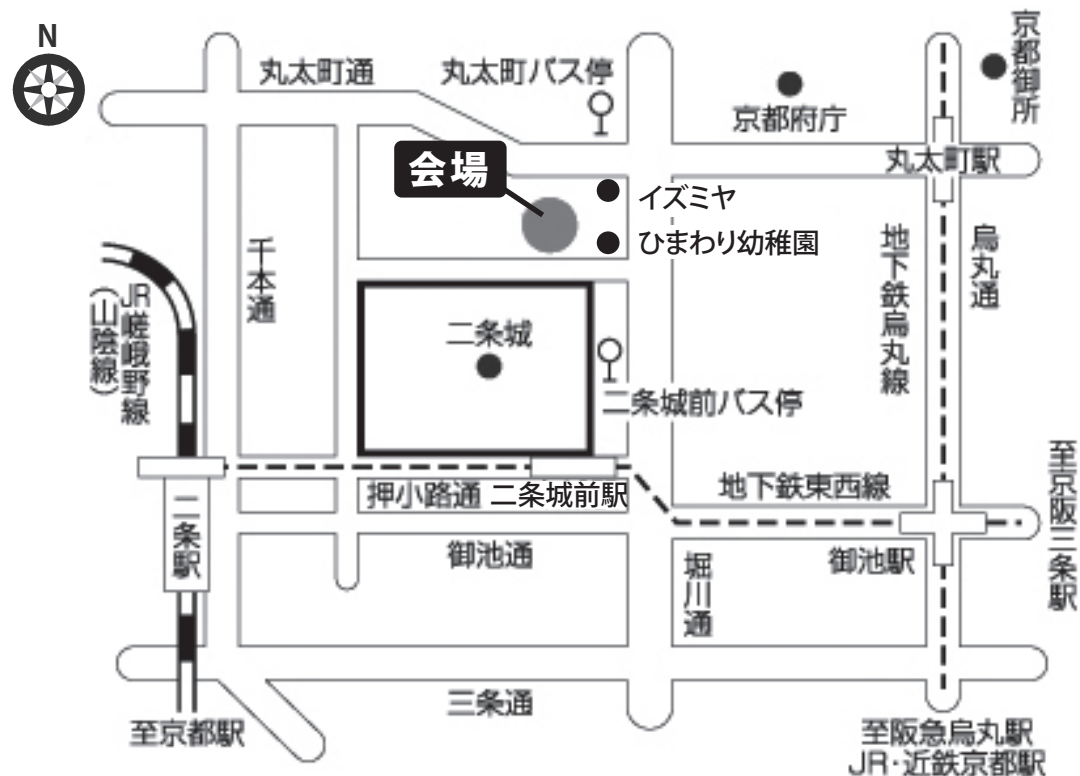 N
丸太町通
丸太町バス停
京都御所
京都府庁
丸太町駅
会場
イズミヤ
ひまわり幼稚園
千本通
地下鉄烏丸線
烏丸通
JR嵯峨野線
(山陰線)
二条城
二条城前バス停
押小路通
二条城前駅
地下鉄東西線
至京阪三条駅
二条駅
御池通
堀川通
御池駅
三条通
至京都駅
至阪急烏丸駅
JR・近鉄京都駅